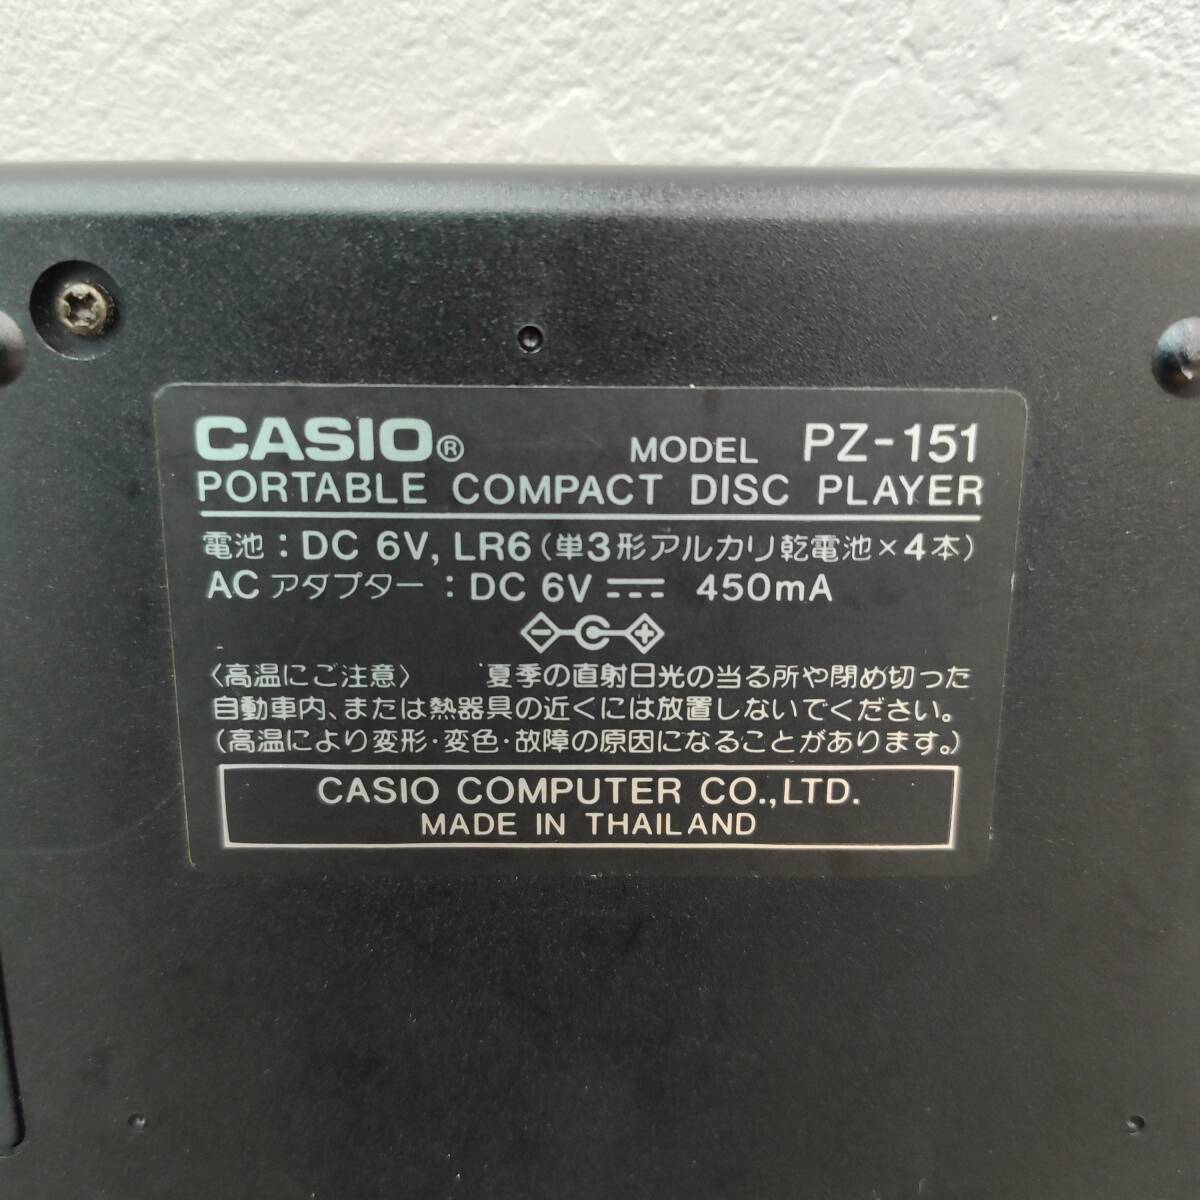 CASIO® MODEL PZ-151
PORTABLE COMPACT DISC PLAYER
電池：DC 6V, LR6（単3形アルカリ乾電池×4本）
ACアダプター：DC 6V ⎓ 450mA
〈高温にご注意〉 夏季の直射日光の当る所や閉め切った
自動車内、または熱器具の近くには放置しないでください。
（高温により変形・変色・故障の原因になることがあります。）
CASIO COMPUTER CO.,LTD.
MADE IN THAILAND